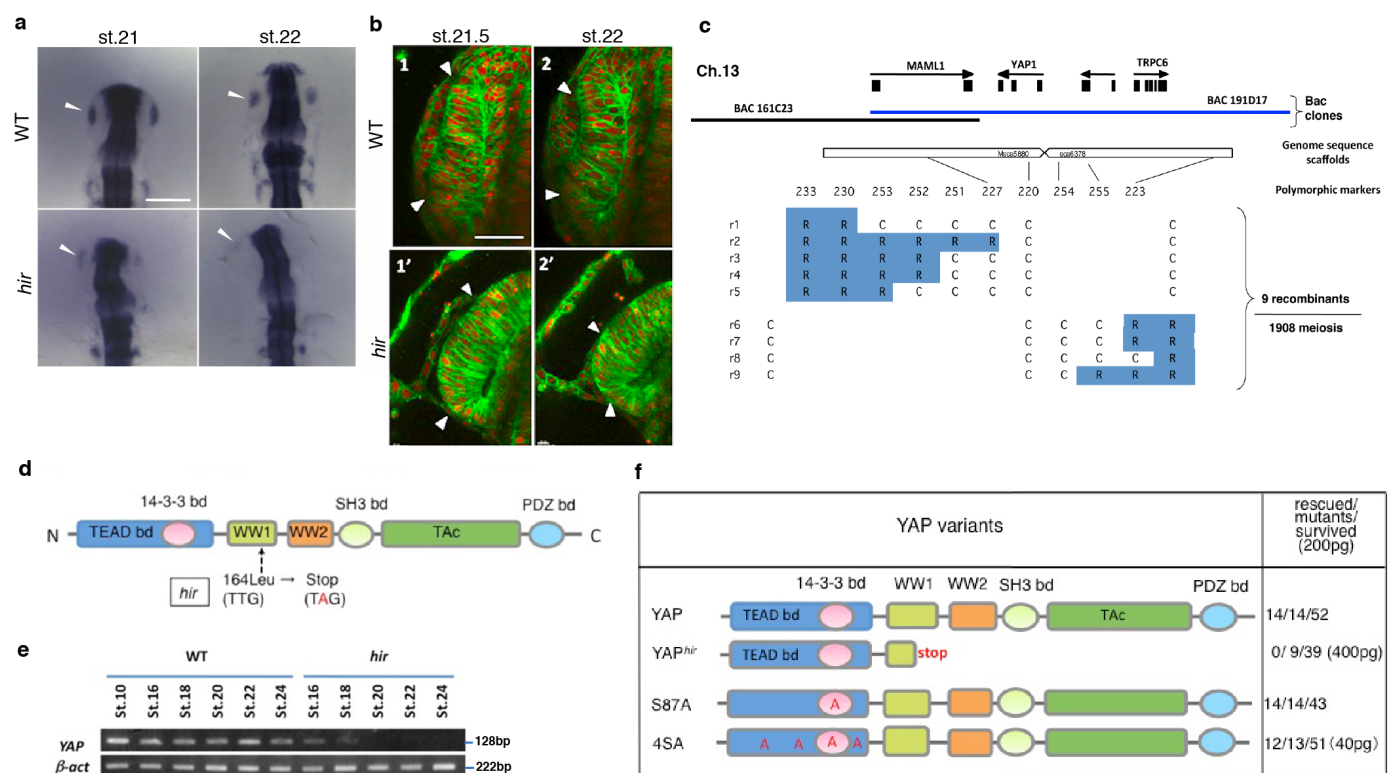 a
st.21
st.22
WT
hir
b
st.21.5
st.22
1
2
WT
1'
2'
hir
c
Ch.13
MAML1
YAP1
TRPC6
BAC 161C23
BAC 191D17
Bac
clones
Msca5880
sca6378
Genome sequence
scaffolds
233 230 253 252 251 227 220 254 255 223
Polymorphic markers
r1 R R C C C C C C
r2 R R R R R R C C
r3 R R R R C C C C
r4 R R R R C C C C
r5 R R R C C C C C
r6 C C C C R R
r7 C C C C R R
r8 C C C C C R
r9 C C C R R R
9 recombinants
1908 meiosis
d
14-3-3 bd
SH3 bd
PDZ bd
N TEAD bd WW1 WW2 TAc C
hir
164Leu → Stop
(TTG) (TAG)
e
WT
hir
St.10 St.16 St.18 St.20 St.22 St.24 St.16 St.18 St.20 St.22 St.24
YAP 128bp
β-act 222bp
f
YAP variants
rescued/
mutants/
survived
(200pg)
14-3-3 bd WW1 WW2 SH3 bd PDZ bd
YAP TEAD bd TAc 14/14/52
YAPhir TEAD bd stop 0/ 9/39 (400pg)
S87A A 14/14/43
4SA A A A A 12/13/51(40pg)